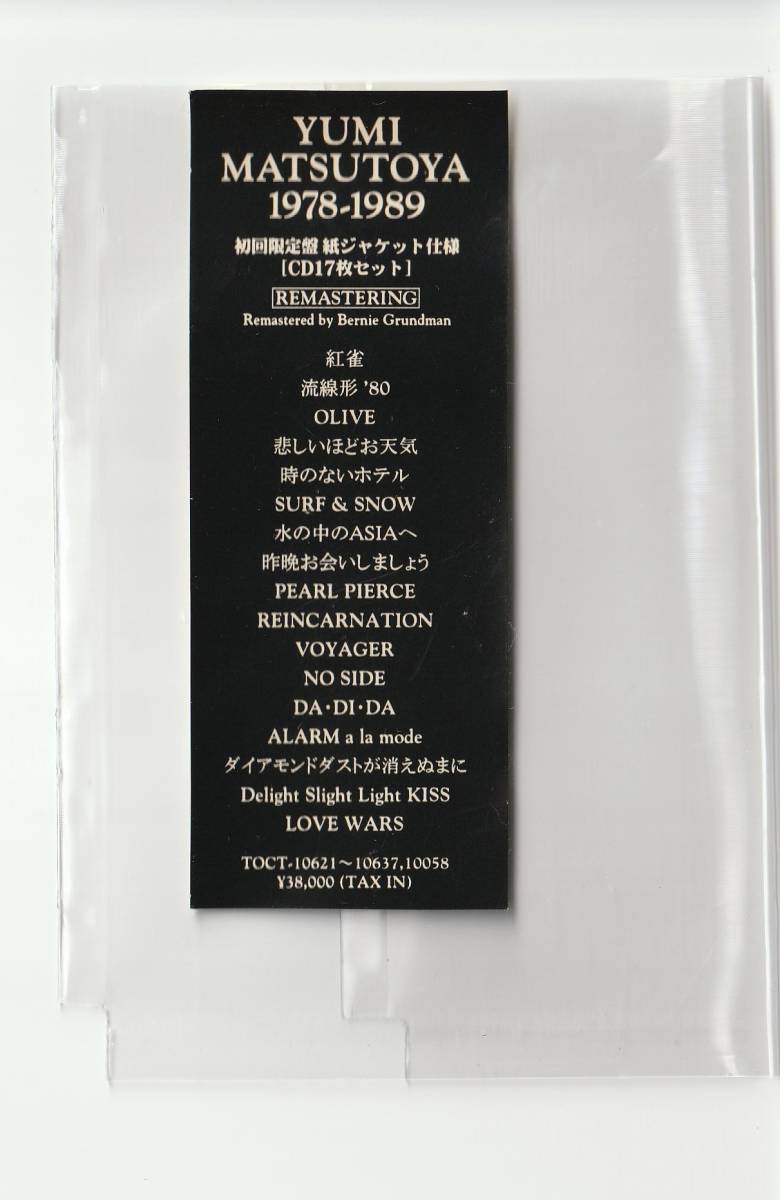 YUMI
MATSUTOYA
1978-1989
初回限定盤 紙ジャケット仕様
[CD17枚セット]
REMASTERING
Remastered by Bernie Grundman
紅雀
流線形 '80
OLIVE
悲しいほどお天気
時のないホテル
SURF & SNOW
水の中のASIAへ
昨晩お会いしましょう
PEARL PIERCE
REINCARNATION
VOYAGER
NO SIDE
DA・DI・DA
ALARM a la mode
ダイアモンドダストが消えぬまに
Delight Slight Light KISS
LOVE WARS
TOCT-10621〜10637,10058
¥38,000 (TAX IN)